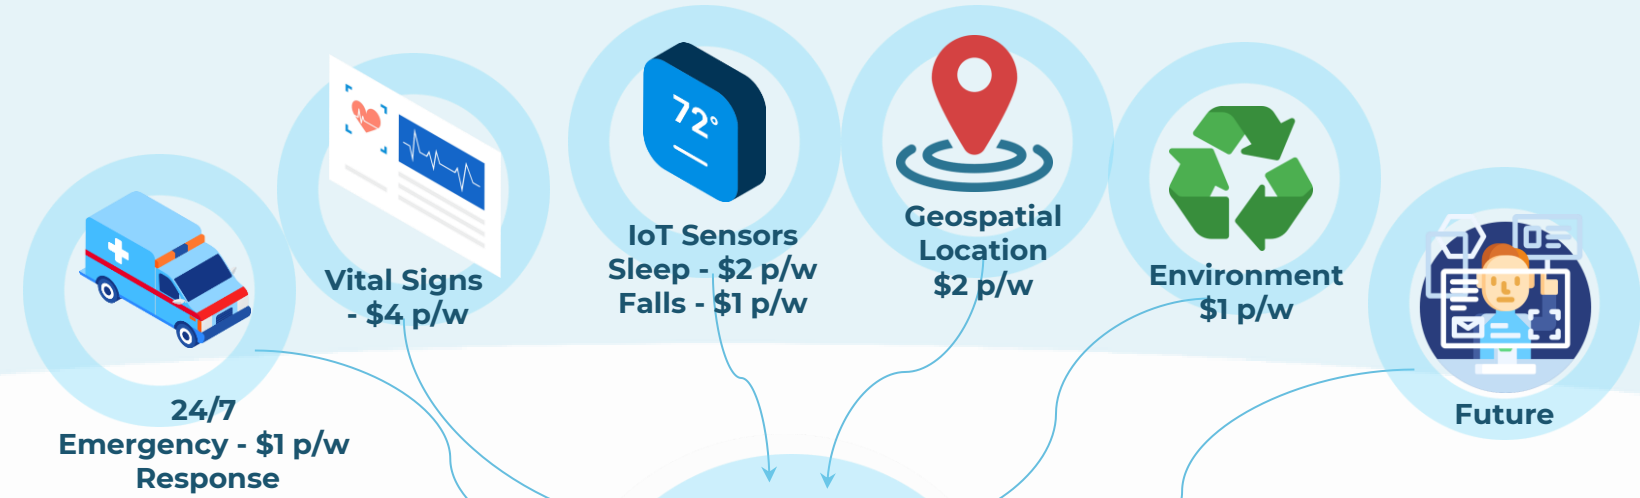 24/7
Emergency - $1 p/w
Response
Vital Signs
- $4 p/w
72°
IoT Sensors
Sleep - $2 p/w
Falls - $1 p/w
Geospatial
Location
$2 p/w
Environment
$1 p/w
Future